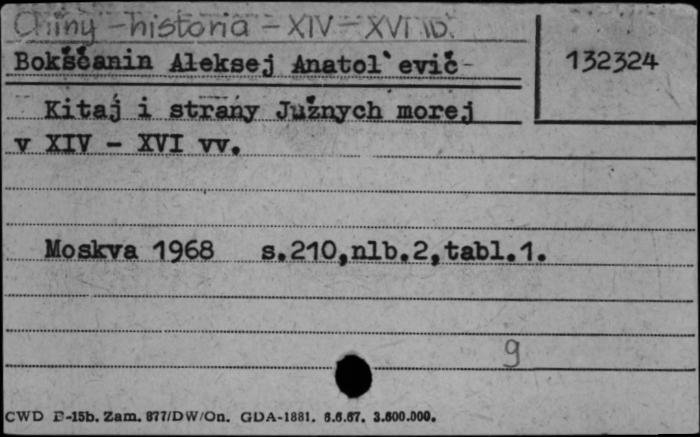 Chiny - historia - XIV - XVI w.
Bokščanin Aleksej Anatol'evič
132324
Kitaj i strany Južnych morej
v XIV - XVI vv.
Moskva 1968 s.210,nlb.2,tabl.1.
9
CWD D-15b. Zam. 877/DW/On. GDA-1881. 6.6.67. 3.600.000.